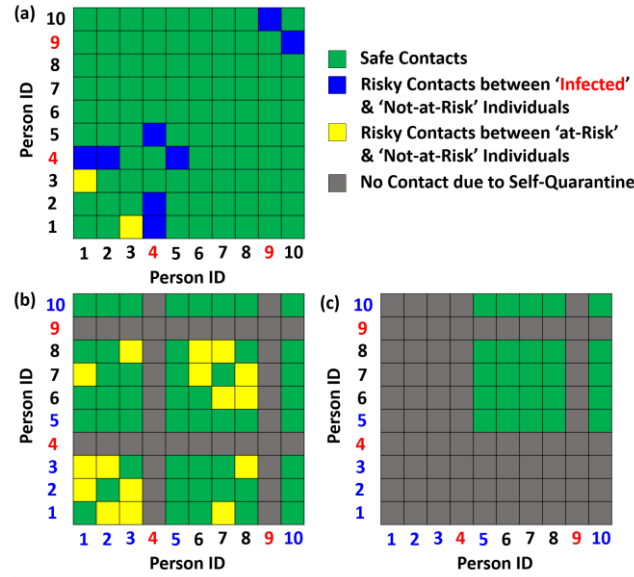 (a)
10
9
8
7
6
5
4
3
2
1
Person ID
1 2 3 4 5 6 7 8 9 10
Person ID
Safe Contacts
Risky Contacts between ‘Infected’
& ‘Not-at-Risk’ Individuals
Risky Contacts between ‘at-Risk’
& ‘Not-at-Risk’ Individuals
No Contact due to Self-Quarantine
(b)
10
9
8
7
6
5
4
3
2
1
Person ID
1 2 3 4 5 6 7 8 9 10
Person ID
(c)
10
9
8
7
6
5
4
3
2
1
Person ID
1 2 3 4 5 6 7 8 9 10
Person ID